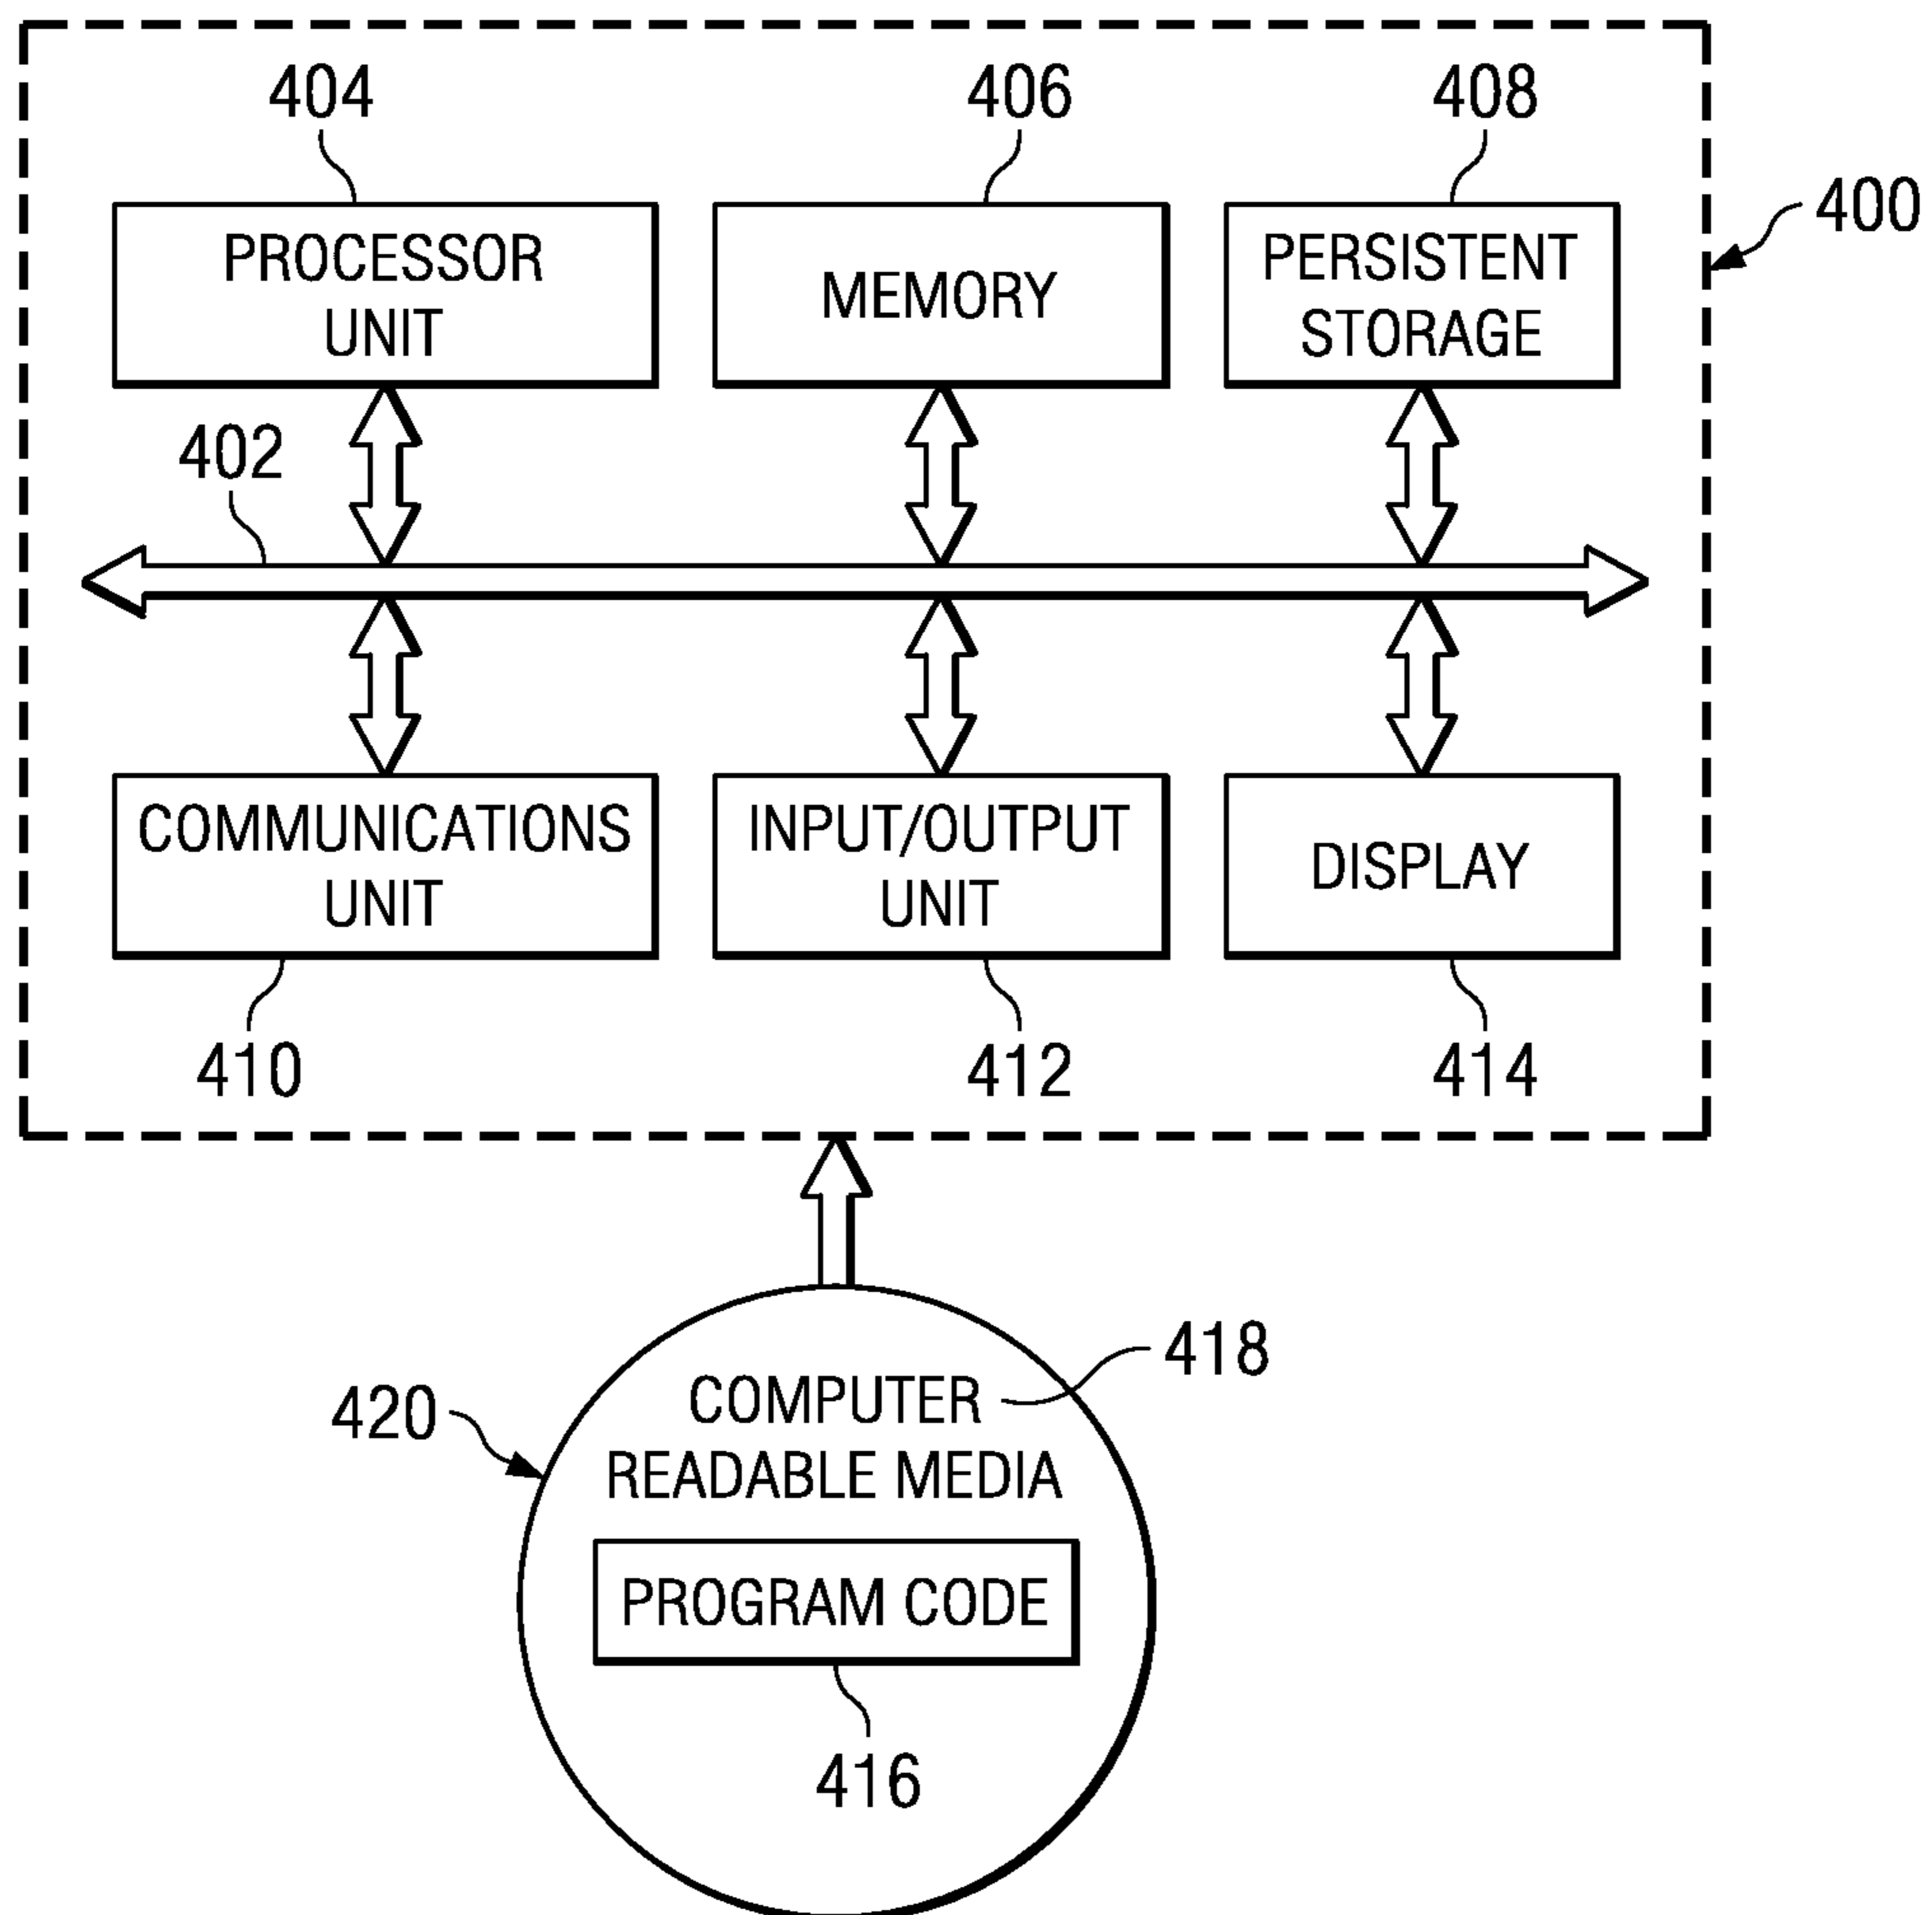 404
406
408
400
PROCESSOR
UNIT
MEMORY
PERSISTENT
STORAGE
402
COMMUNICATIONS
UNIT
INPUT/OUTPUT
UNIT
DISPLAY
410
412
414
418
420
COMPUTER
READABLE MEDIA
PROGRAM CODE
416